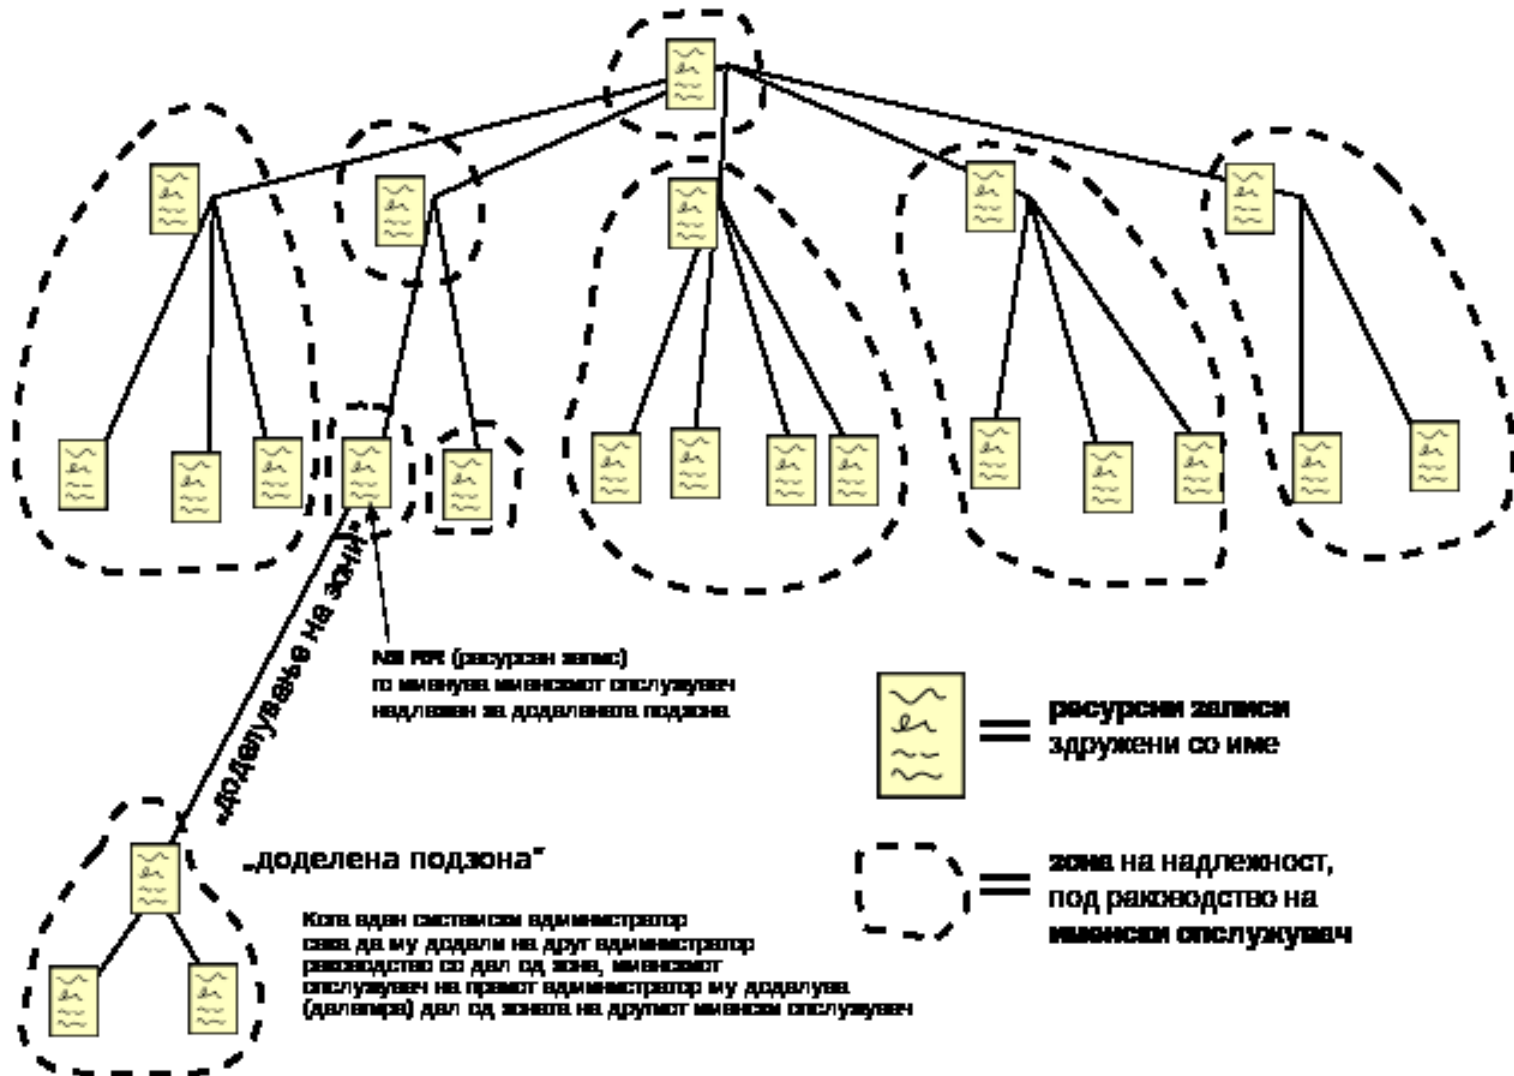 „доделување на зони“
NS RR (ресурсен запис)
го именува именскиот опслужувач
надлежен за доделената подзона
ресурсни записи
здружени со име
„доделена подзона“
зона на надлежност,
под раководство на
именски опслужувач
Кога еден системски администратор
сака да му додели на друг администратор
раководство со дел од зона, именскиот
опслужувач на првиот администратор му доделува
(делегира) дел од зоната на другиот именски опслужувач